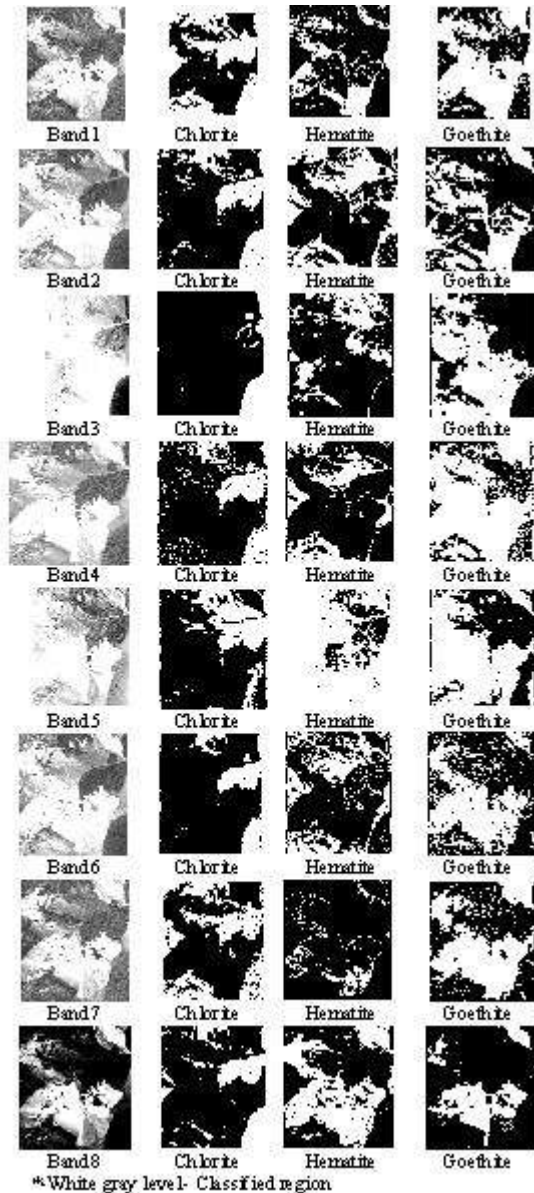 Band1 Chlorite Hematite Goethite
Band2 Chlorite Hematite Goethite
Band3 Chlorite Hematite Goethite
Band4 Chlorite Hematite Goethite
Band5 Chlorite Hematite Goethite
Band6 Chlorite Hematite Goethite
Band7 Chlorite Hematite Goethite
Band8 Chlorite Hematite Goethite
*White gray level- Classified region